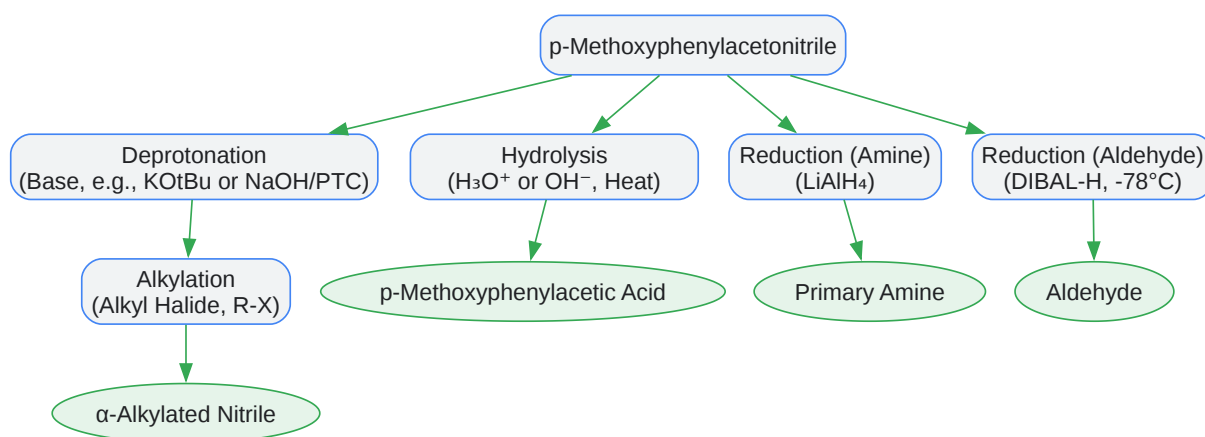 p-Methoxyphenylacetonitrile
Deprotonation
(Base, e.g., KOtBu or NaOH/PTC)
Hydrolysis
(H₃O⁺ or OH⁻, Heat)
Reduction (Amine)
(LiAlH₄)
Reduction (Aldehyde)
(DIBAL-H, -78°C)
Alkylation
(Alkyl Halide, R-X)
p-Methoxyphenylacetic Acid
Primary Amine
Aldehyde
α-Alkylated Nitrile